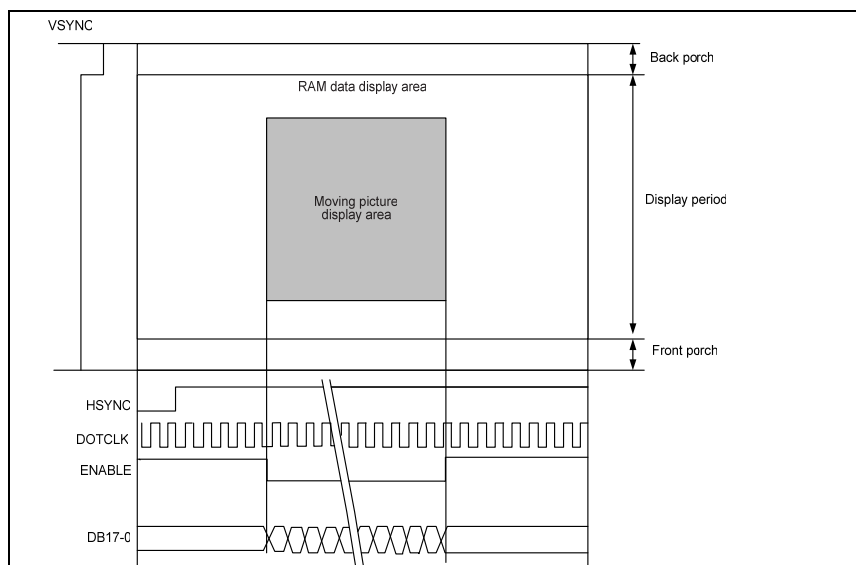 VSYNC
Back porch
RAM data display area
Moving picture
display area
Display period
Front porch
HSYNC
DOTCLK
ENABLE
DB17-0